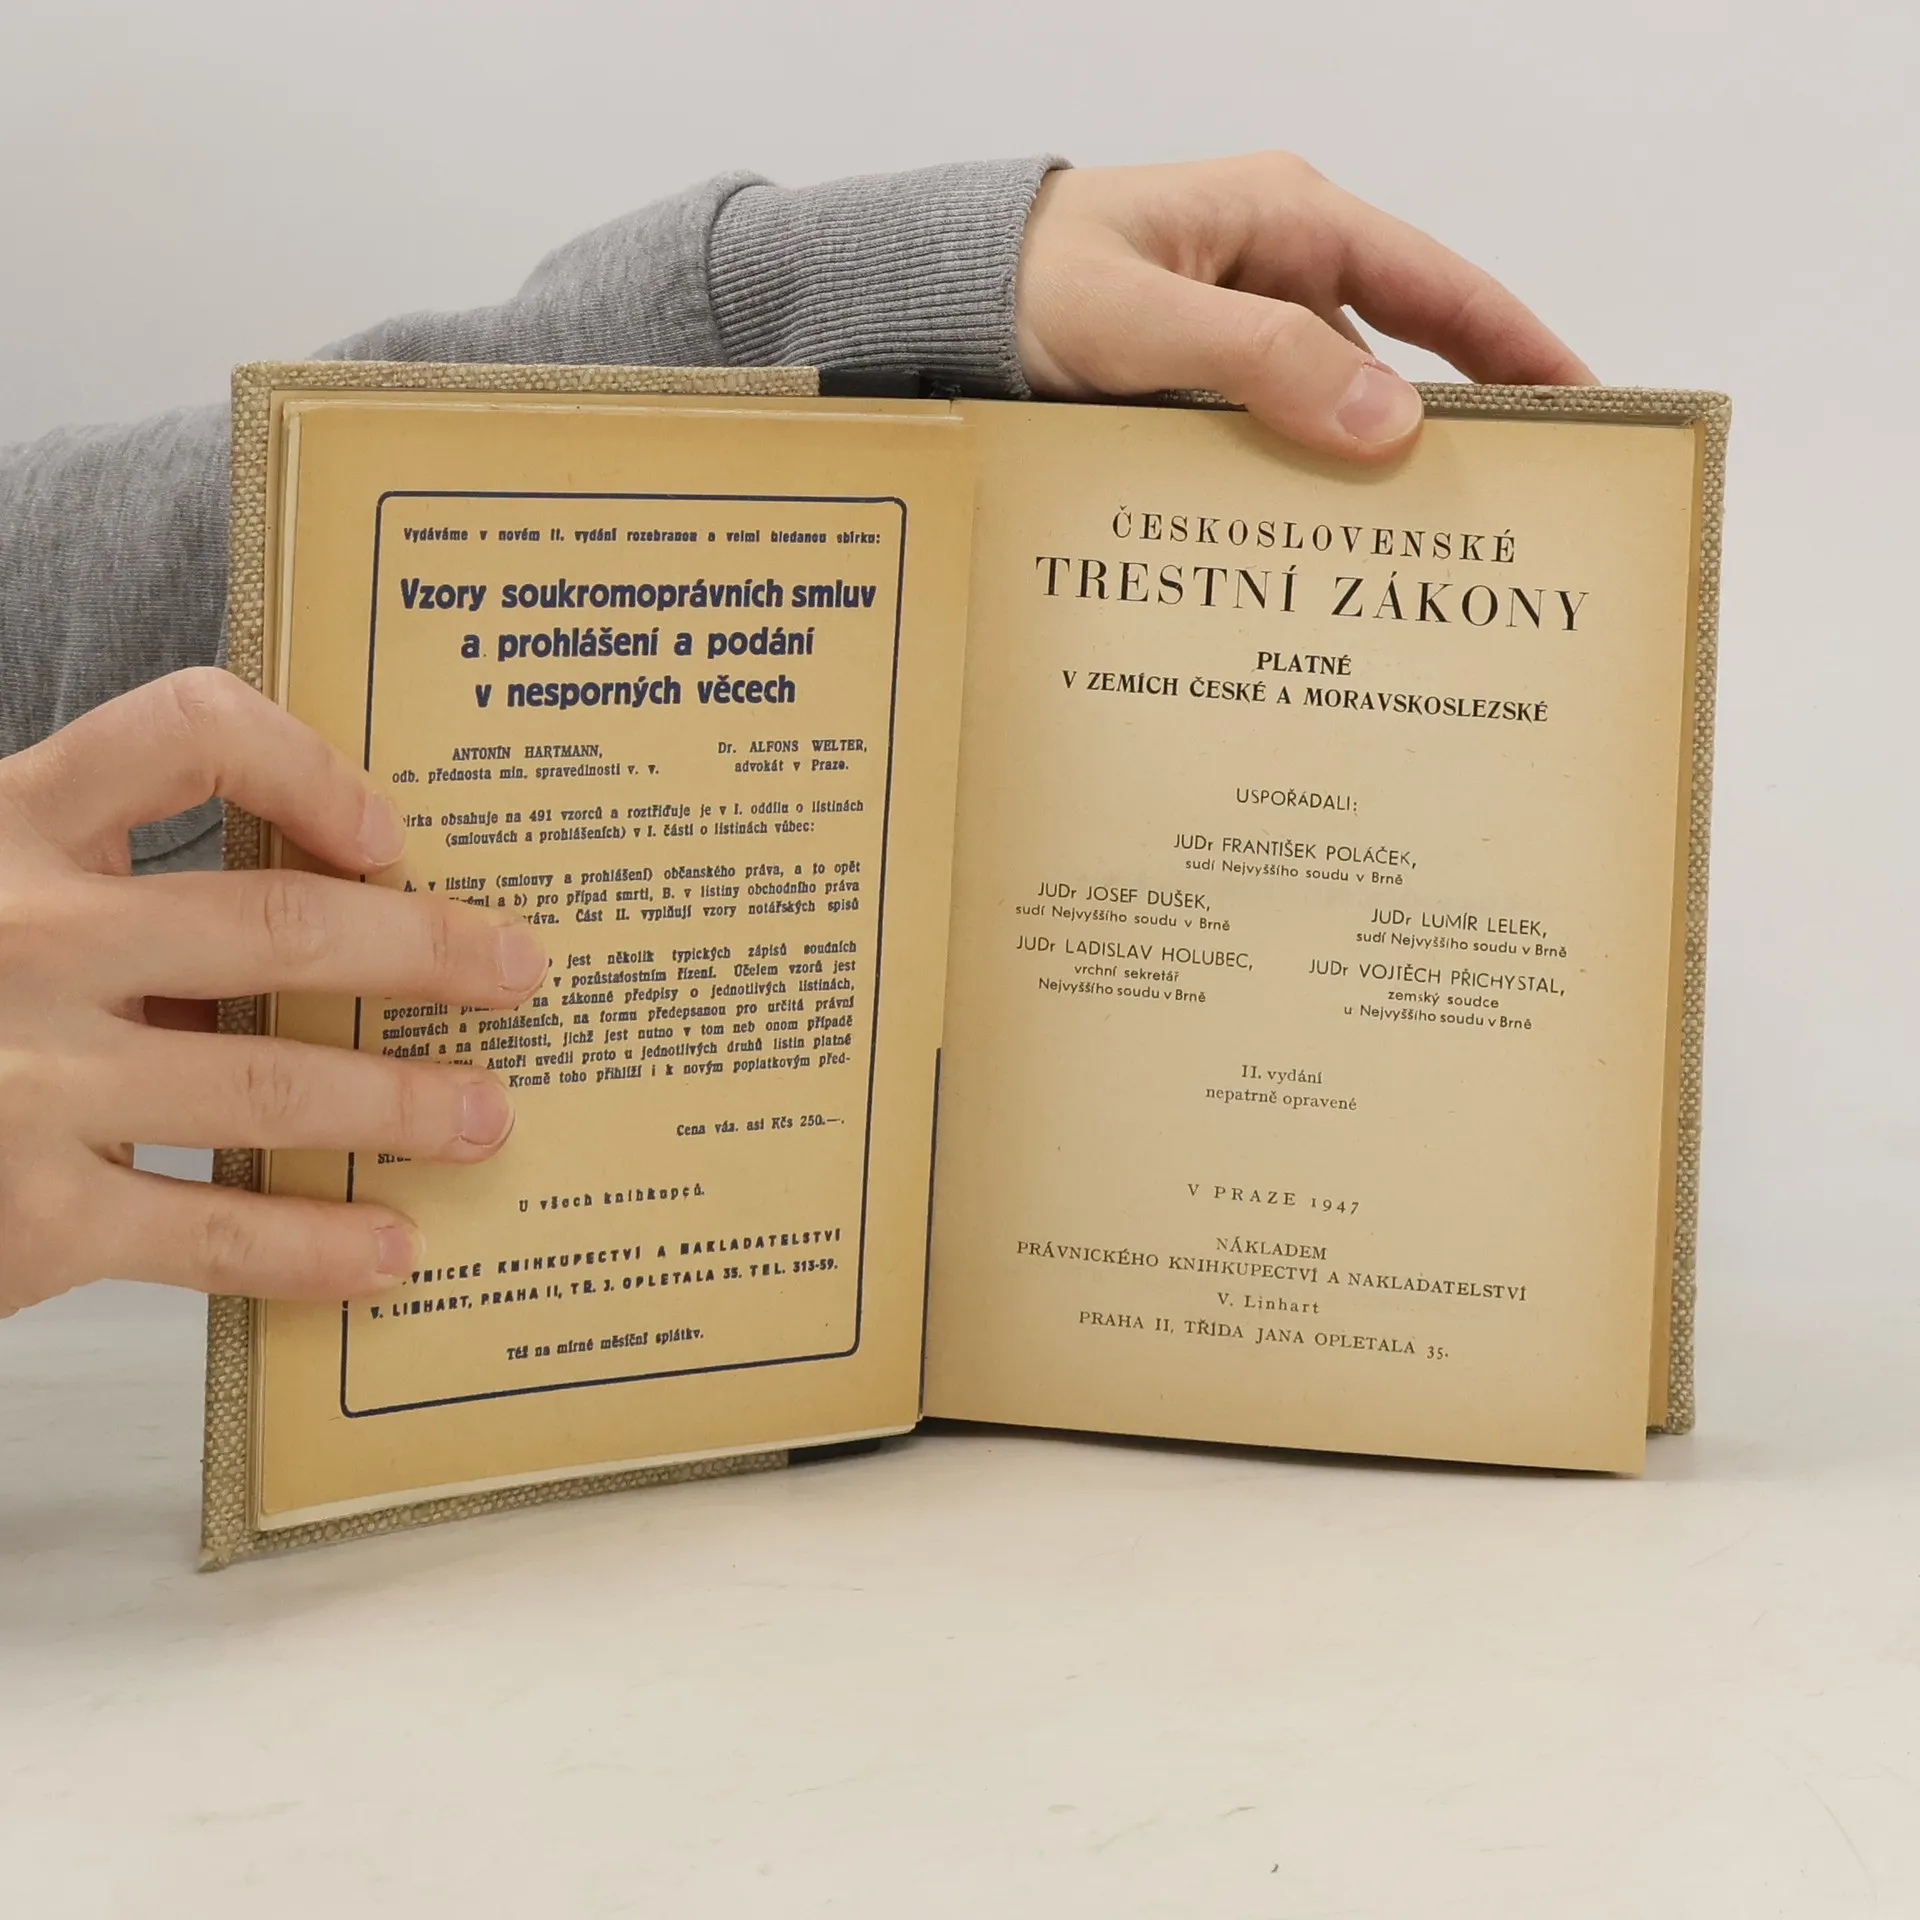 Vydáváme v novém II. vydání rozebranou a velmi hledanou sbírku:
Vzory soukromoprávních smluv
a prohlášení a podání
v nesporných věcech
ANTONÍN HARTMANN,
odb. přednosta min. spravedlnosti v. v.
Dr. ALFONS WELTER,
advokát v Praze.
obsahuje na 491 vzorců a roztřiďuje je v I. oddílu o listinách
(smlouvách a prohlášeních) v I. části o listinách vůbec:
A. v listiny (smlouvy a prohlášení) občanského práva, a to opět
a b) pro případ smrti, B. v listiny obchodního práva
Část II. vyplňují vzory notářských spisů
jest několik typických zápisů soudních
v pozůstalostním řízení. Účelem vzorů jest
upozorniti na zákonné předpisy o jednotlivých listinách,
smlouvách a prohlášeních, na formu předepsanou pro určitá právní
jednání a na náležitosti, jichž jest nutno v tom neb onom případě
Autoři uvedli proto u jednotlivých druhů listin platné
Kromě toho přihlíží i k novým poplatkovým před-
Cena váz. asi Kčs 250.—.
U všech knihkupců.
KNIHKUPECTVÍ A NAKLADATELSTVÍ
V. LINHART, PRAHA II, TŘ. J. OPLETALA 35. TEL. 313-59.
Též na mírné měsíční splátky.
ČESKOSLOVENSKÉ
TRESTNÍ ZÁKONY
PLATNÉ
V ZEMÍCH ČESKÉ A MORAVSKOSLEZSKÉ
USPOŘÁDALI:
JUDr FRANTIŠEK POLÁČEK,
sudí Nejvyššího soudu v Brně
JUDr JOSEF DUŠEK,
sudí Nejvyššího soudu v Brně
JUDr LUMÍR LELEK,
sudí Nejvyššího soudu v Brně
JUDr LADISLAV HOLUBEC,
vrchní sekretář
Nejvyššího soudu v Brně
JUDr VOJTĚCH PŘICHYSTAL,
zemský soudce
u Nejvyššího soudu v Brně
II. vydání
nepatrně opravené
V PRAZE 1947
NÁKLADEM
PRÁVNICKÉHO KNIHKUPECTVÍ A NAKLADATELSTVÍ
V. Linhart
PRAHA II, TŘÍDA JANA OPLETALA 35.